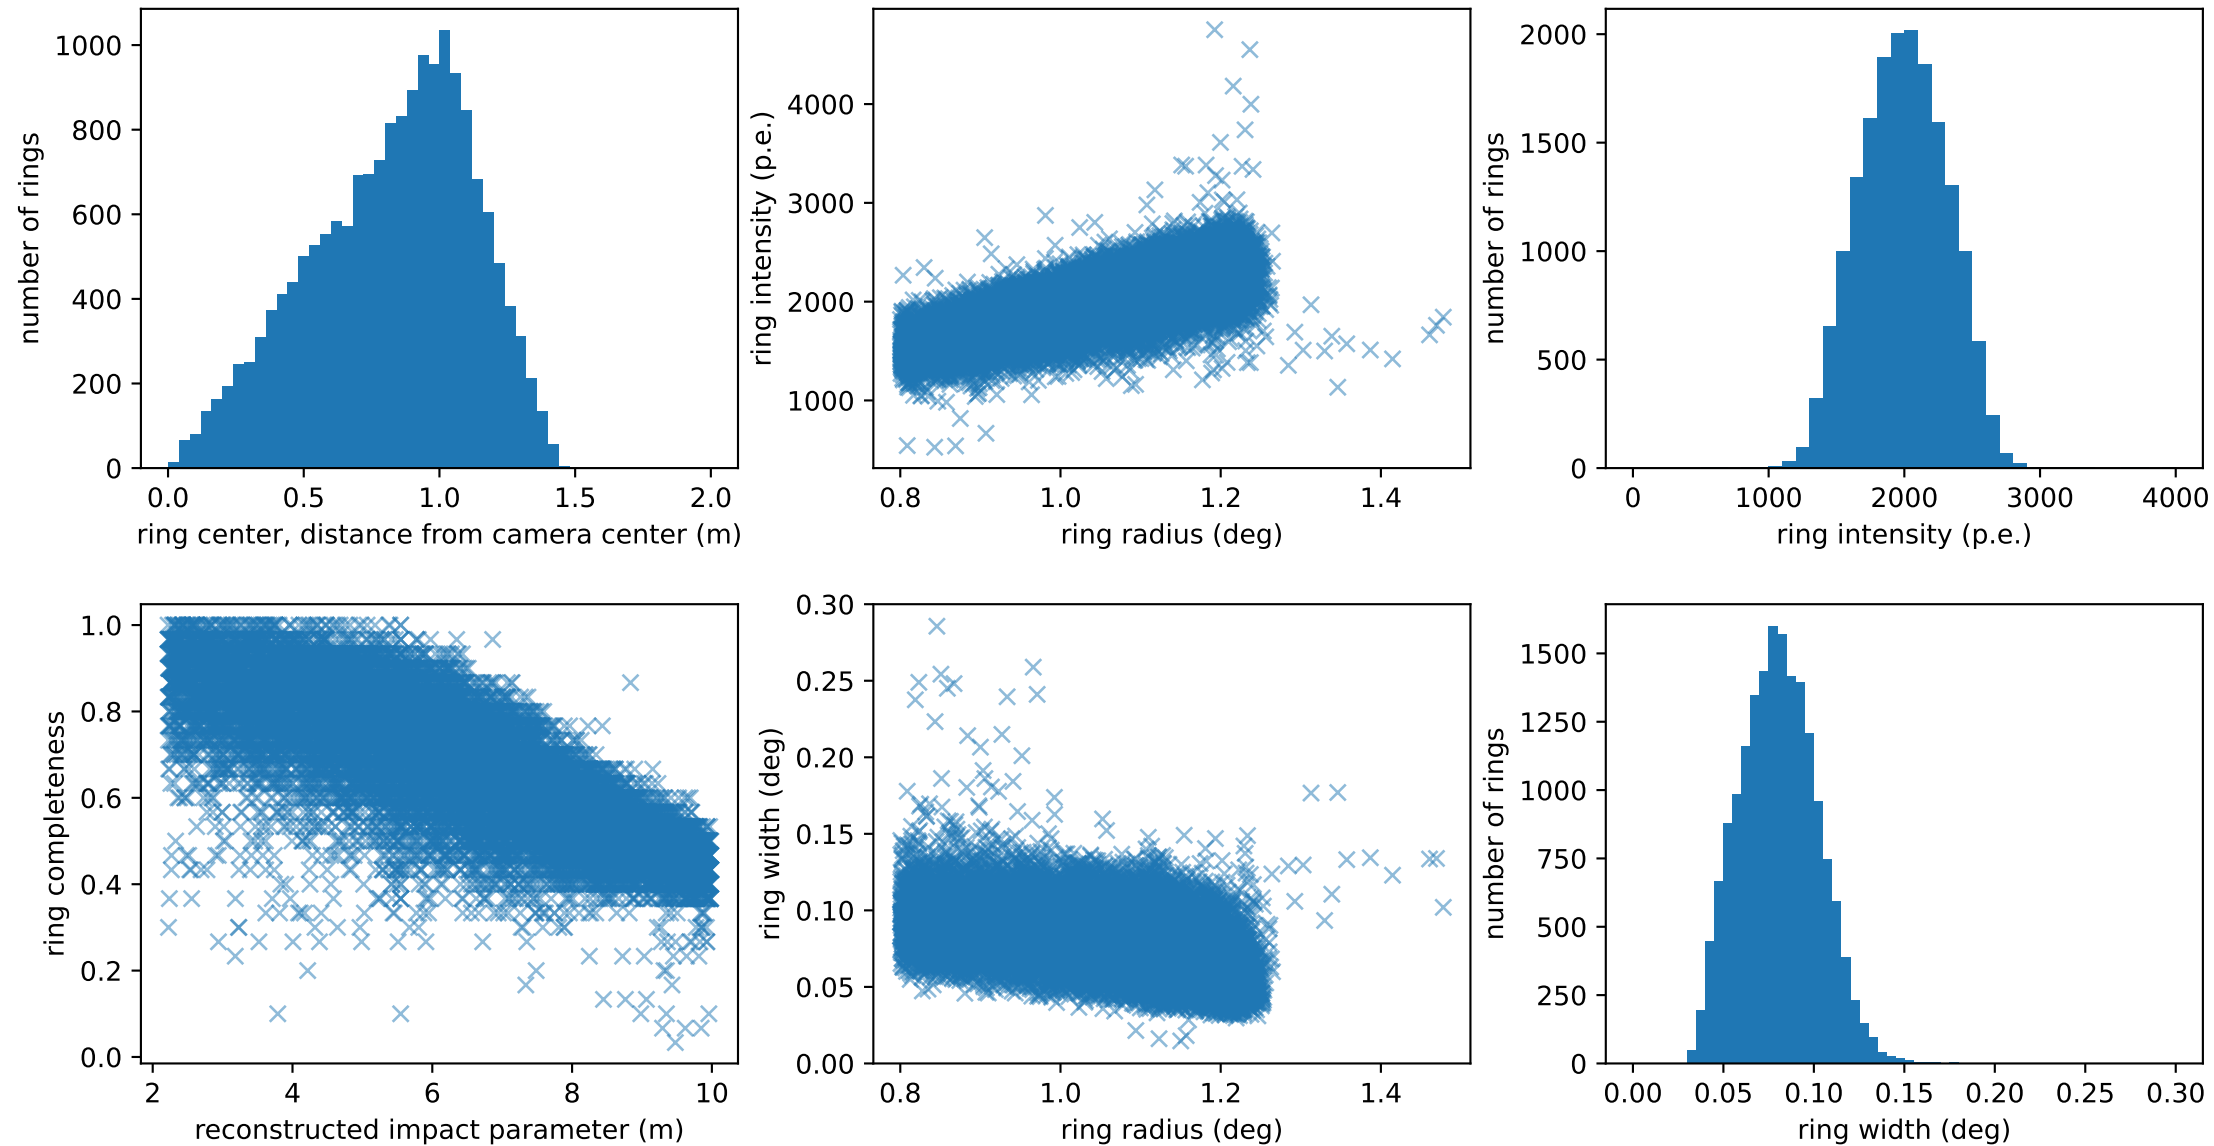 number of rings
1000
800
600
400
200
0
0.0 0.5 1.0 1.5 2.0
ring center, distance from camera center (m)
ring intensity (p.e.)
4000
3000
2000
1000
0.8 1.0 1.2 1.4
ring radius (deg)
number of rings
2000
1500
1000
500
0
0 1000 2000 3000 4000
ring intensity (p.e.)
ring completeness
1.0
0.8
0.6
0.4
0.2
0.0
2 4 6 8 10
reconstructed impact parameter (m)
ring width (deg)
0.30
0.25
0.20
0.15
0.10
0.05
0.00
0.8 1.0 1.2 1.4
ring radius (deg)
number of rings
1500
1250
1000
750
500
250
0
0.00 0.05 0.10 0.15 0.20 0.25 0.30
ring width (deg)